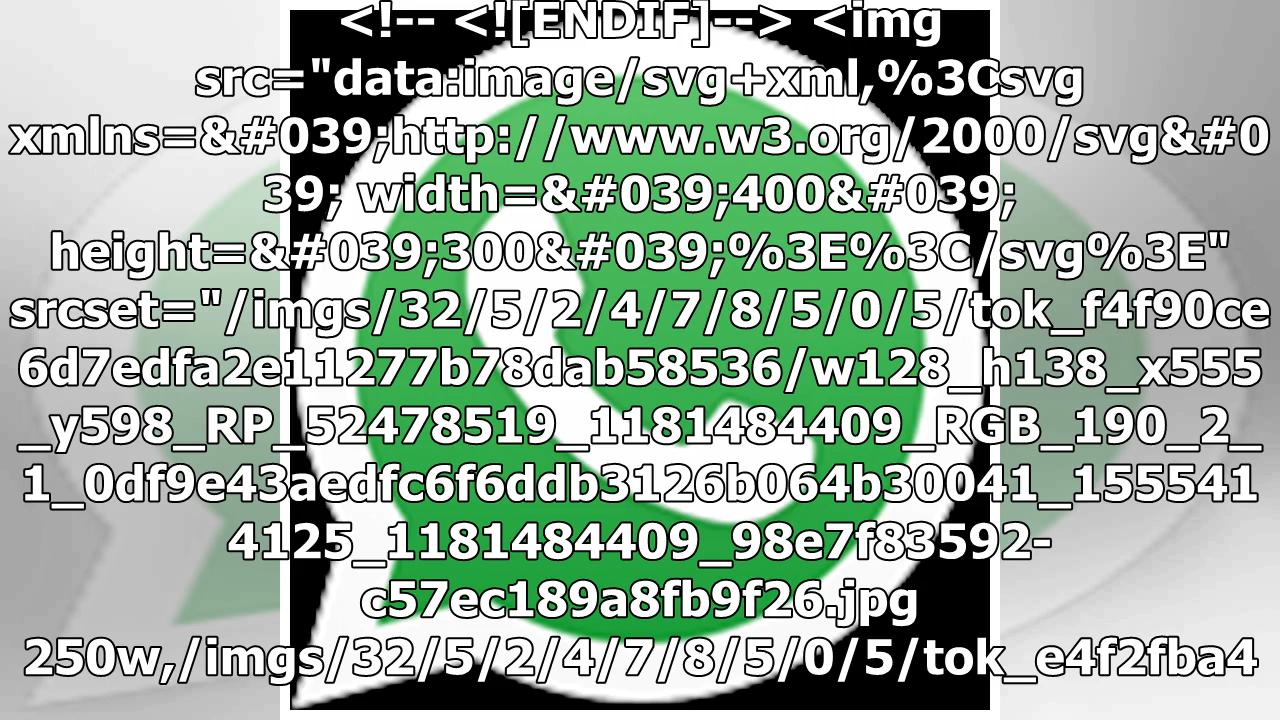 <!-- <![ENDIF]--> <img
src="data:image/svg+xml,%3Csvg
xmlns=&#039;http://www.w3.org/2000/svg&#0
39; width=&#039;400&#039;
height=&#039;300&#039;%3E%3C/svg%3E"
srcset="/imgs/32/5/2/4/7/8/5/0/5/tok_f4f90ce
6d7edfa2e11277b78dab58536/w128_h138_x555
_y598_RP_52478519_1181484409_RGB_190_2_
1_0df9e43aedfc6f6ddb3126b064b30041_155541
4125_1181484409_98e7f83592-
c57ec189a8fb9f26.jpg
250w,/imgs/32/5/2/4/7/8/5/0/5/tok_e4f2fba4